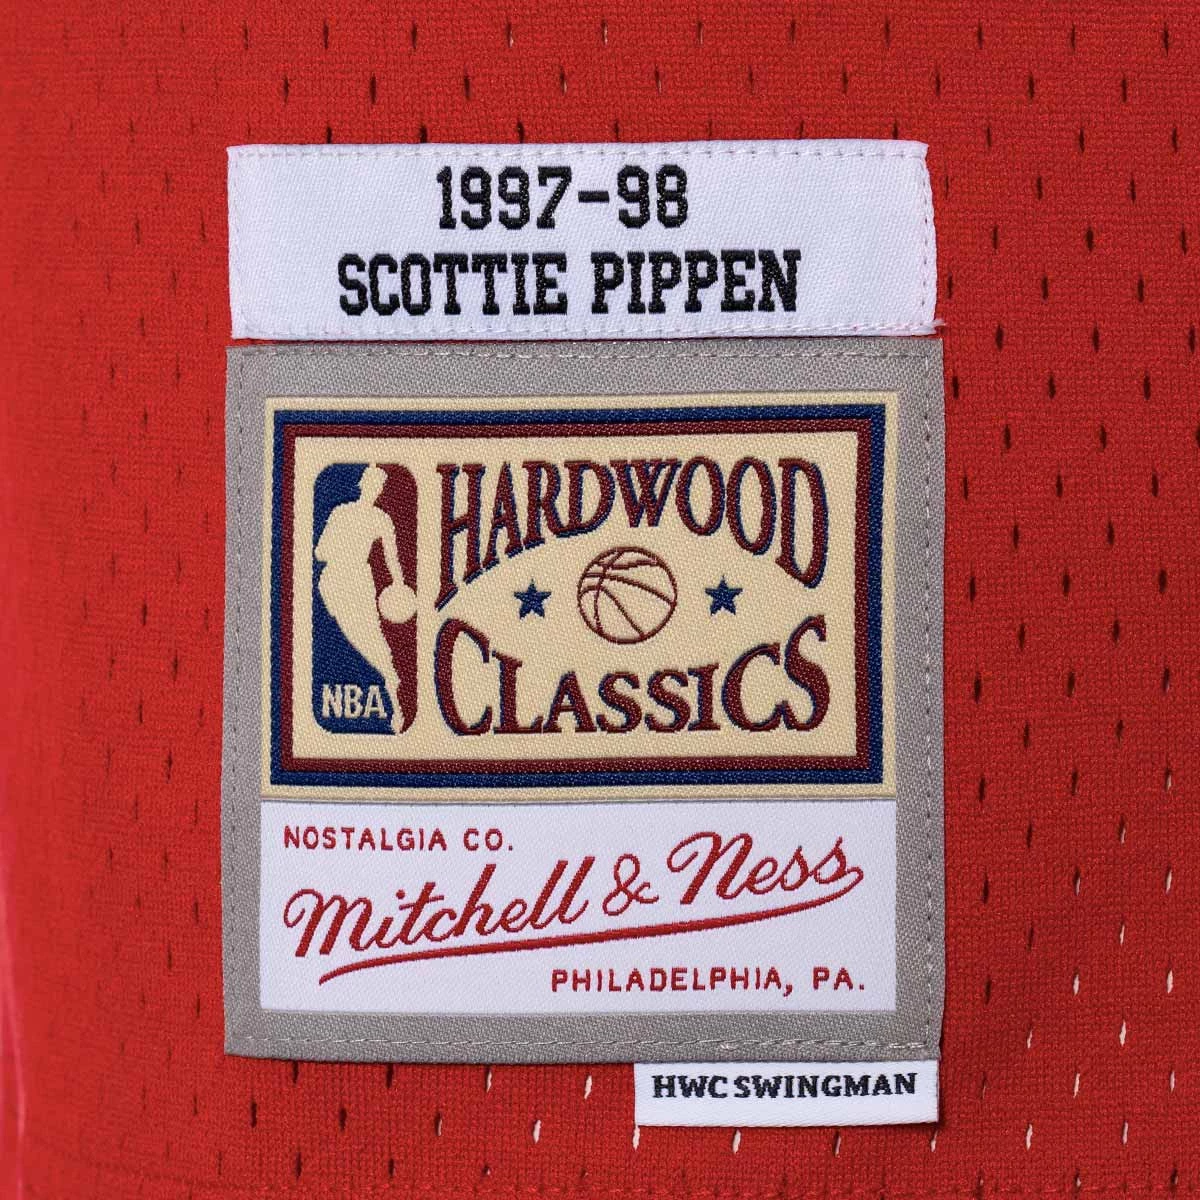 1997-98
SCOTTIE PIPPEN
HARDWOOD
CLASSICS
NBA
NOSTALGIA CO.
Mitchell & Ness
PHILADELPHIA, PA.
HWC SWINGMAN